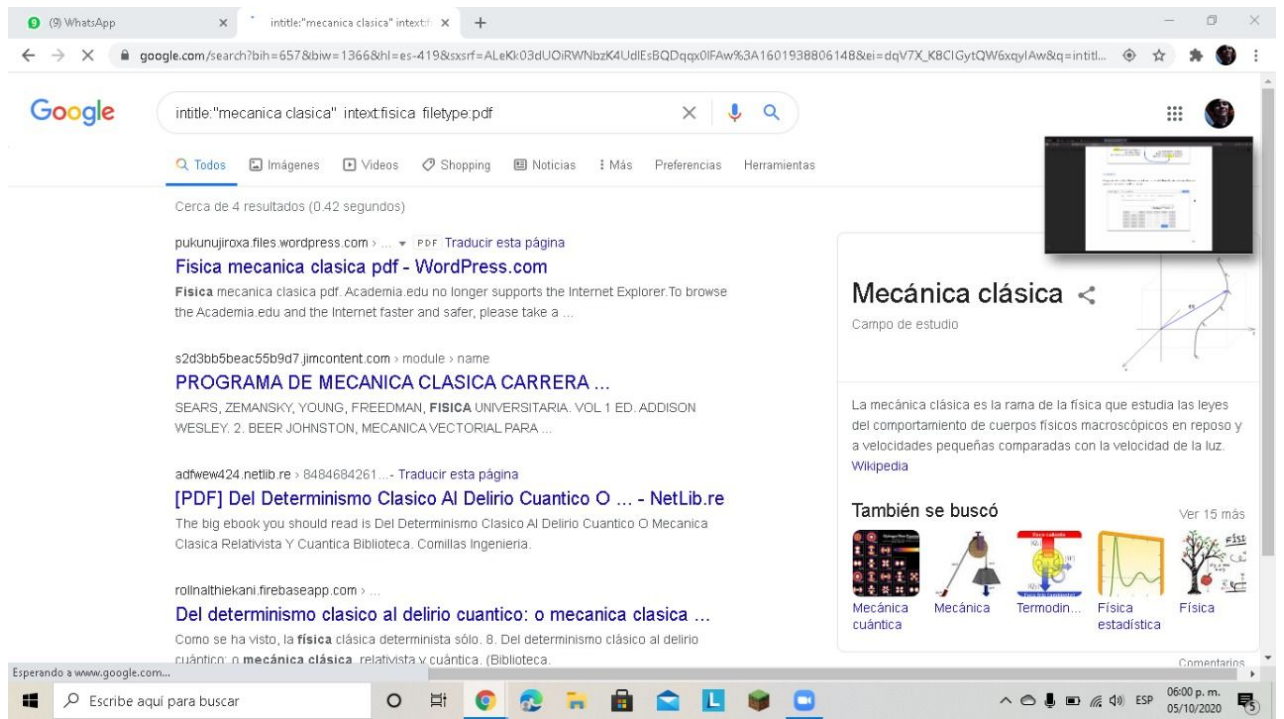 (9) WhatsApp
intitle:"mecanica clasica" intext:f
google.com/search?bih=657&biw=1366&hl=es-419&sxsrf=ALeKk03dUOiRWNbzK4UdlEsBQDqqx0lFAw%3A1601938806148&ei=dqV7X_K8CIGytQW6xqylAw&q=intitl...
Google
intitle:"mecanica clasica" intext:fisica filetype:pdf
Todos Imágenes Videos Shopping Noticias Más Preferencias Herramientas
Cerca de 4 resultados (0.42 segundos)
pukunujiroxa.files.wordpress.com › ... PDF Traducir esta página
Fisica mecanica clasica pdf - WordPress.com
Fisica mecanica clasica pdf. Academia.edu no longer supports the Internet Explorer.To browse
the Academia.edu and the Internet faster and safer, please take a ...
s2d3bb5beac55b9d7.jimcontent.com › module › name
PROGRAMA DE MECANICA CLASICA CARRERA ...
SEARS, ZEMANSKY, YOUNG, FREEDMAN, FISICA UNIVERSITARIA. VOL 1 ED. ADDISON
WESLEY. 2. BEER JOHNSTON, MECANICA VECTORIAL PARA ...
adfwew424.netlib.re › 8484684261...- Traducir esta página
[PDF] Del Determinismo Clasico Al Delirio Cuantico O ... - NetLib.re
The big ebook you should read is Del Determinismo Clasico Al Delirio Cuantico O Mecanica
Clasica Relativista Y Cuantica Biblioteca. Comillas Ingenieria.
rollnalthiekani.firebaseapp.com › ...
Del determinismo clasico al delirio cuantico: o mecanica clasica ...
Como se ha visto, la física clásica determinista sólo. 8. Del determinismo clásico al delirio
cuántico: o mecánica clásica, relativista y cuántica. (Biblioteca.
Mecánica clásica
Campo de estudio
La mecánica clásica es la rama de la física que estudia las leyes
del comportamiento de cuerpos físicos macroscópicos en reposo y
a velocidades pequeñas comparadas con la velocidad de la luz.
Wikipedia
También se buscó
Ver 15 más
Mecánica cuántica
Mecánica
Termodin...
Física estadística
Física
Comentarios
Esperando a www.google.com...
Escribe aquí para buscar
ESP
06:00 p. m.
05/10/2020
5